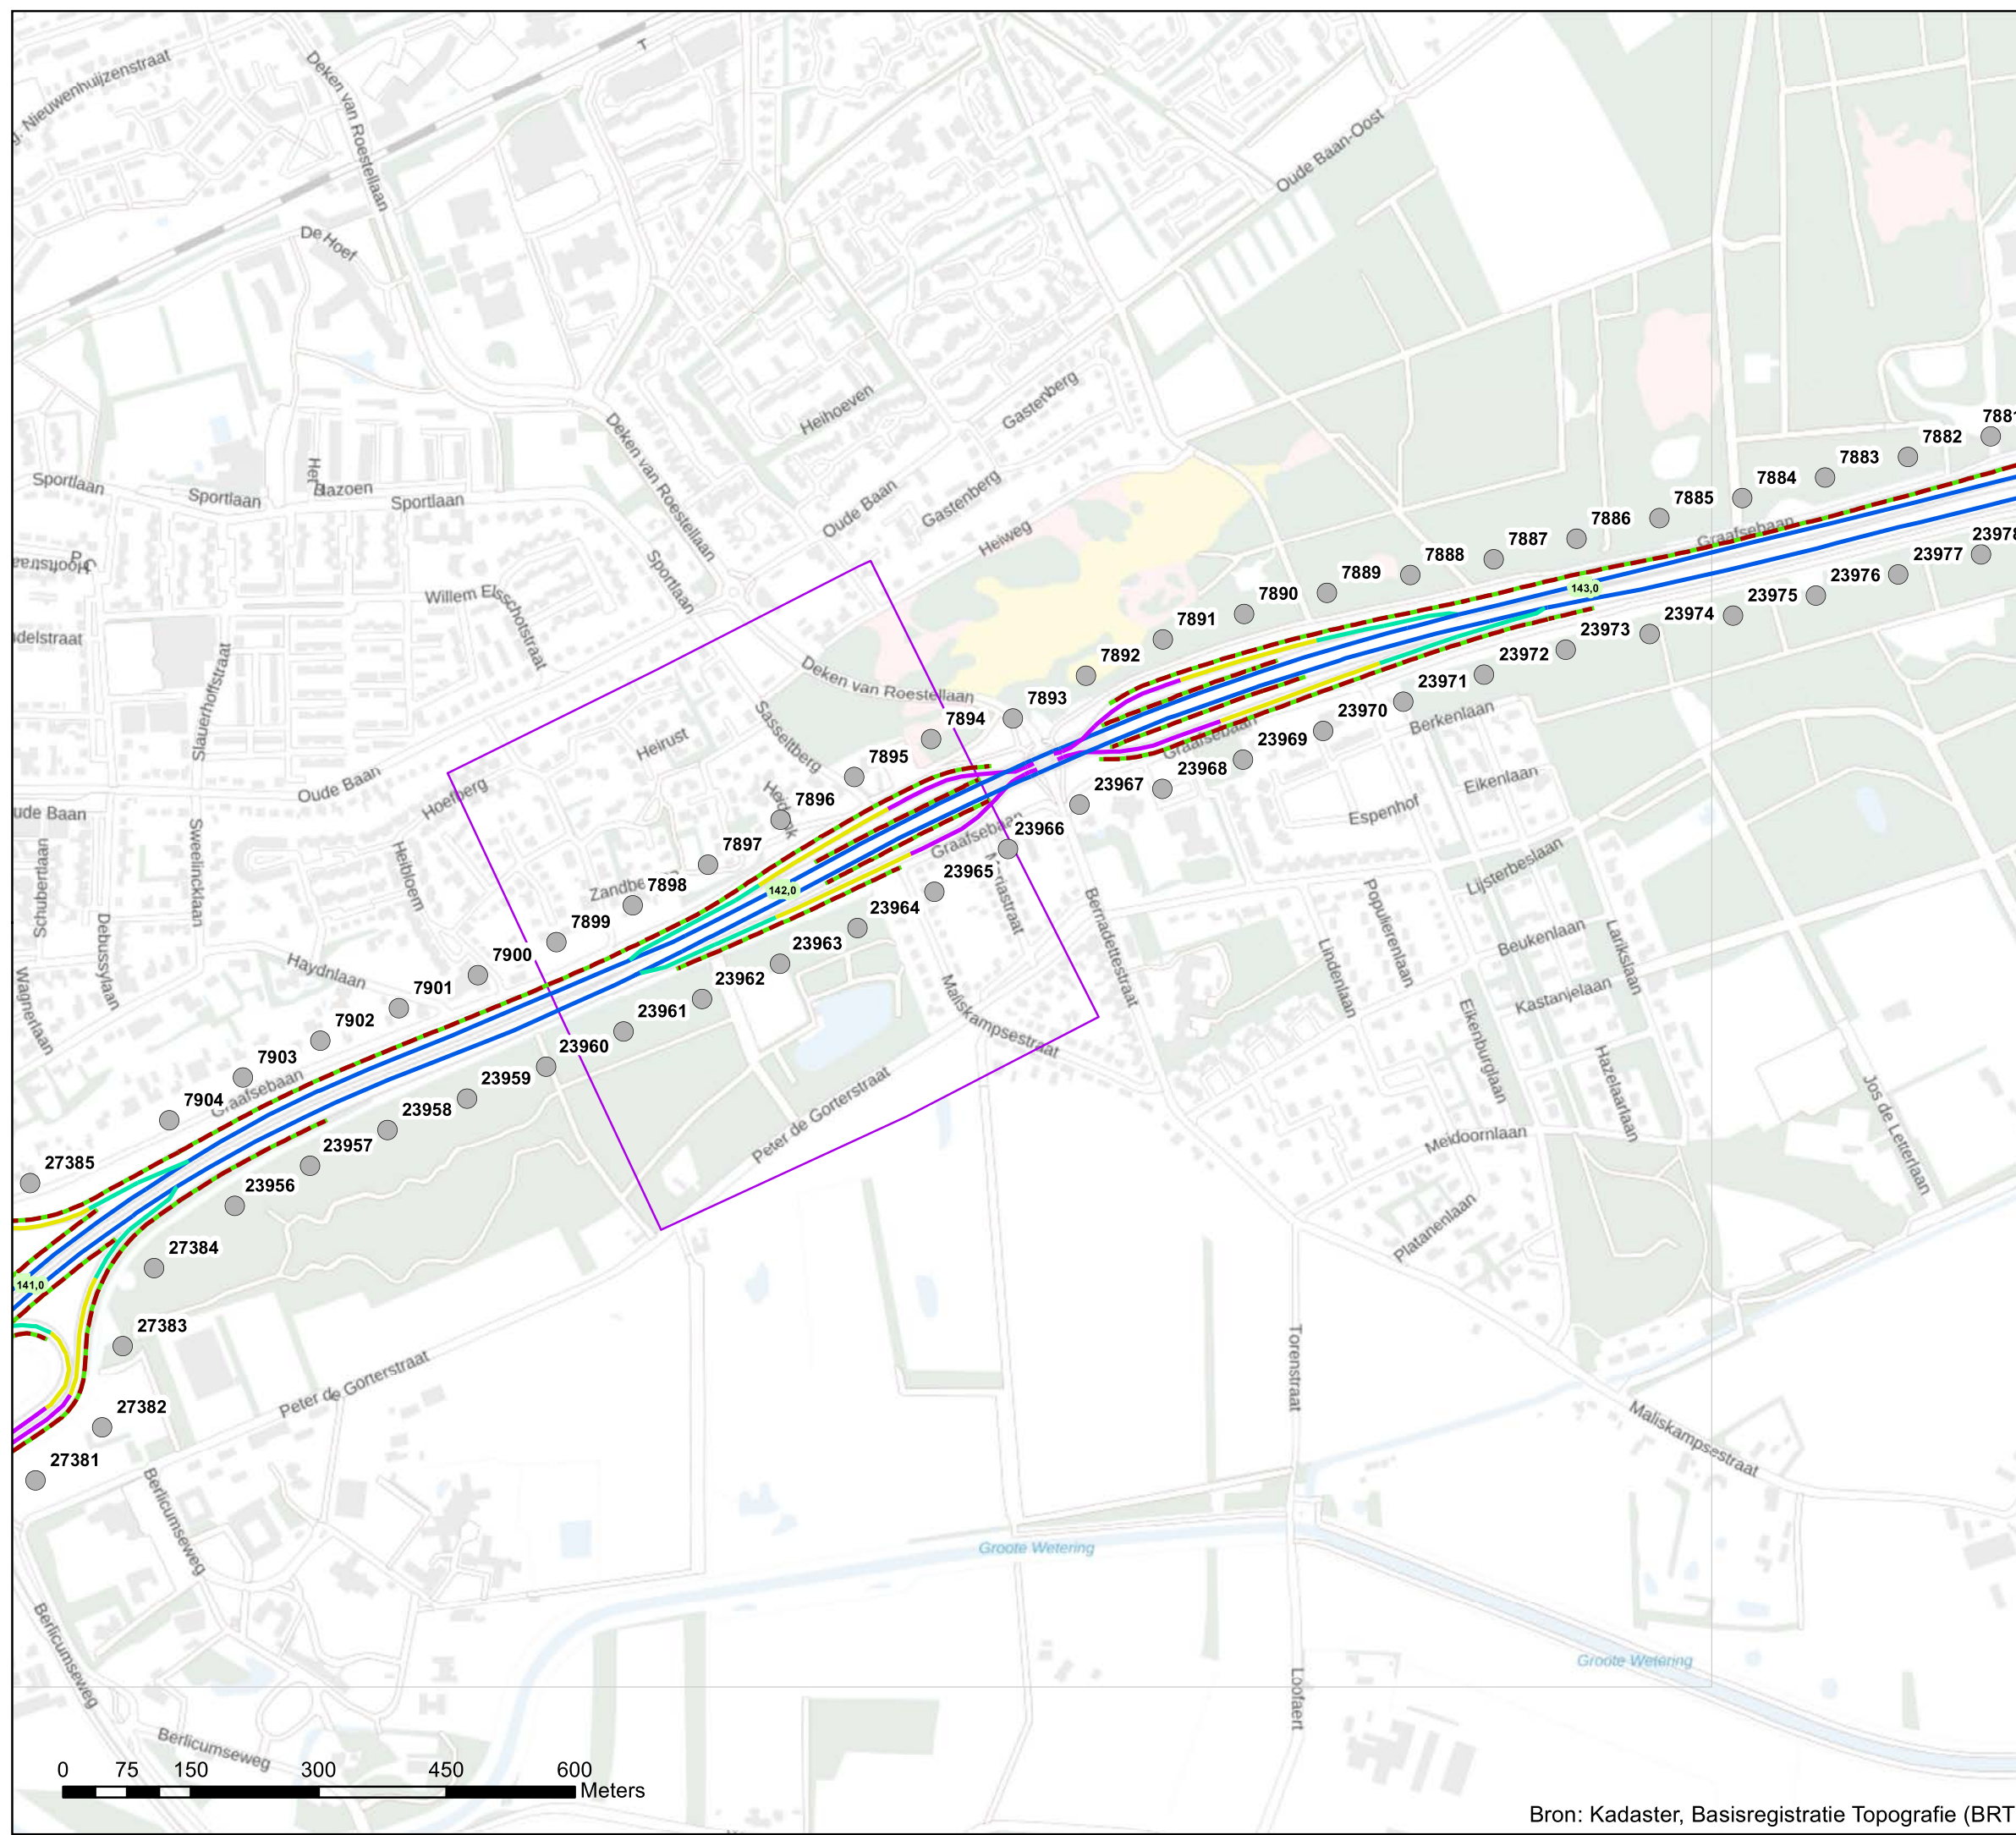 Nieuwenhuijzenstraat
Deken van Roestellaan
T
Oude Baan-Oost
De Hoef
Heihoeven
Gastenberg
Deken van Roestellaan
7881
7882
7883
7884
7885
7886
7887
7888
7889
7890
7891
7892
7893
7894
7895
7896
7897
7898
7899
7900
7901
7902
7903
7904
Sportlaan
Sportlaan
Sportlaan
Oude Baan
Gastenberg
Heiweg
Graafsebaan
Sportlaan
Willem Elsschotstraat
143,0
23978
23977
23976
23975
23974
23973
23972
23971
23970
23969
23968
23967
23966
23965
23964
23963
23962
23961
23960
23959
23958
23957
23956
Slauerhoffstraat
Deken van Roestellaan
Sasseltberg
Heirust
Berkenlaan
Graafsebaan
Oude Baan
Hoefberg
Eikenlaan
Espenhof
Graafsebaan
Schubertlaan
Sweelincklaan
Heibloem
142,0
Lijsterbeslaan
Debussylaan
Haydnlaan
Bernadettestraat
Populierenlaan
Beukenlaan
Larikslaan
Lindenlaan
Wagnerlaan
Kastanjelaan
Maliskampsestraat
Eikenburglaan
Hazelaarlaan
Graafsebaan
Peter de Gorterstraat
Meidoornlaan
Jos de Letterlaan
Platanenlaan
27385
27384
141,0
27383
27382
27381
Peter de Gorterstraat
Torenstraat
Maliskampsestraat
Berlicumseweg
Groote Wetering
Berlicumseweg
Groote Wetering
Loofaert
Berlicumseweg
0 75 150 300 450 600
Meters
Bron: Kadaster, Basisregistratie Topografie (BRT